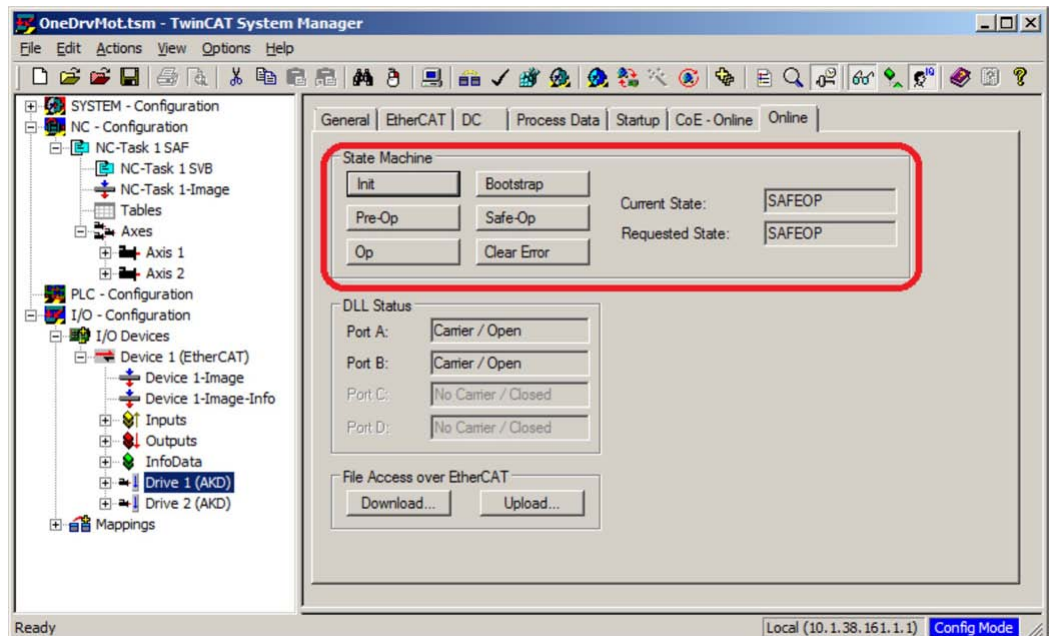 OneDrvMot.tsm - TwinCAT System Manager
File Edit Actions View Options Help
SYSTEM - Configuration
NC - Configuration
NC-Task 1 SAF
NC-Task 1 SVB
NC-Task 1-Image
Tables
Axes
Axis 1
Axis 2
PLC - Configuration
I/O - Configuration
I/O Devices
Device 1 (EtherCAT)
Device 1-Image
Device 1-Image-Info
Inputs
Outputs
InfoData
Drive 1 (AKD)
Drive 2 (AKD)
Mappings
General EtherCAT DC Process Data Startup CoE - Online Online
State Machine
Init Bootstrap
Pre-Op Safe-Op
Op Clear Error
Current State: SAFEOP
Requested State: SAFEOP
DLL Status
Port A: Carrier / Open
Port B: Carrier / Open
Port C: No Carrier / Closed
Port D: No Carrier / Closed
File Access over EtherCAT
Download... Upload...
Ready Local (10.1.38.161.1.1) Config Mode